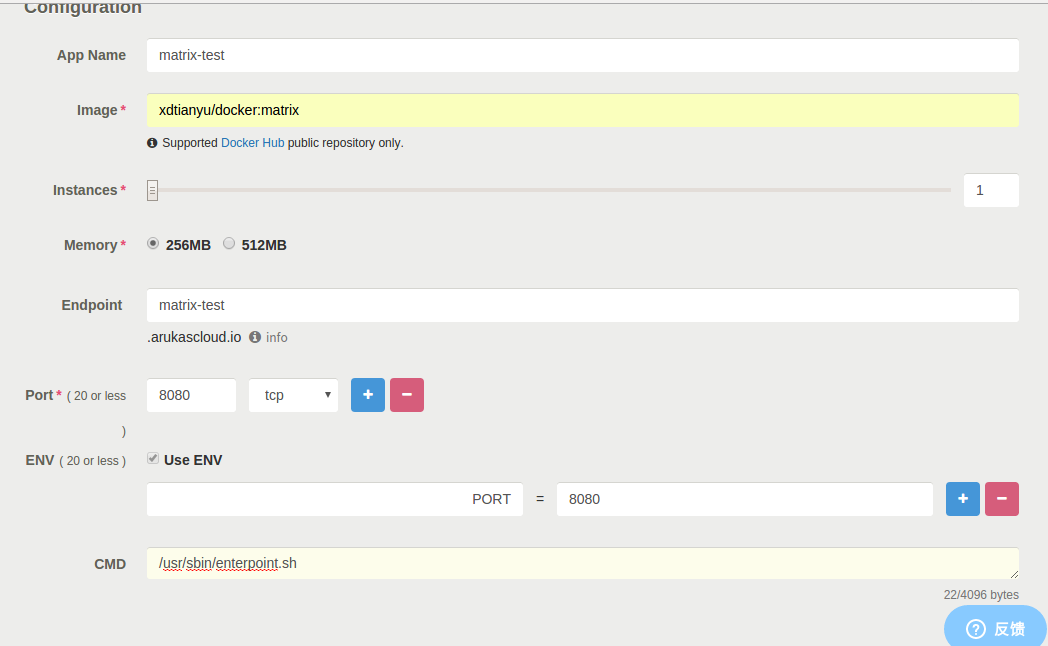 Configuration
App Name matrix-test
Image * xdtianyu/docker:matrix
Supported Docker Hub public repository only.
Instances * 1
Memory * 256MB 512MB
Endpoint matrix-test
.arukascloud.io info
Port * ( 20 or less
) 8080 tcp + −
ENV ( 20 or less ) Use ENV
PORT = 8080 + −
CMD /usr/sbin/enterpoint.sh
22/4096 bytes
? 反馈